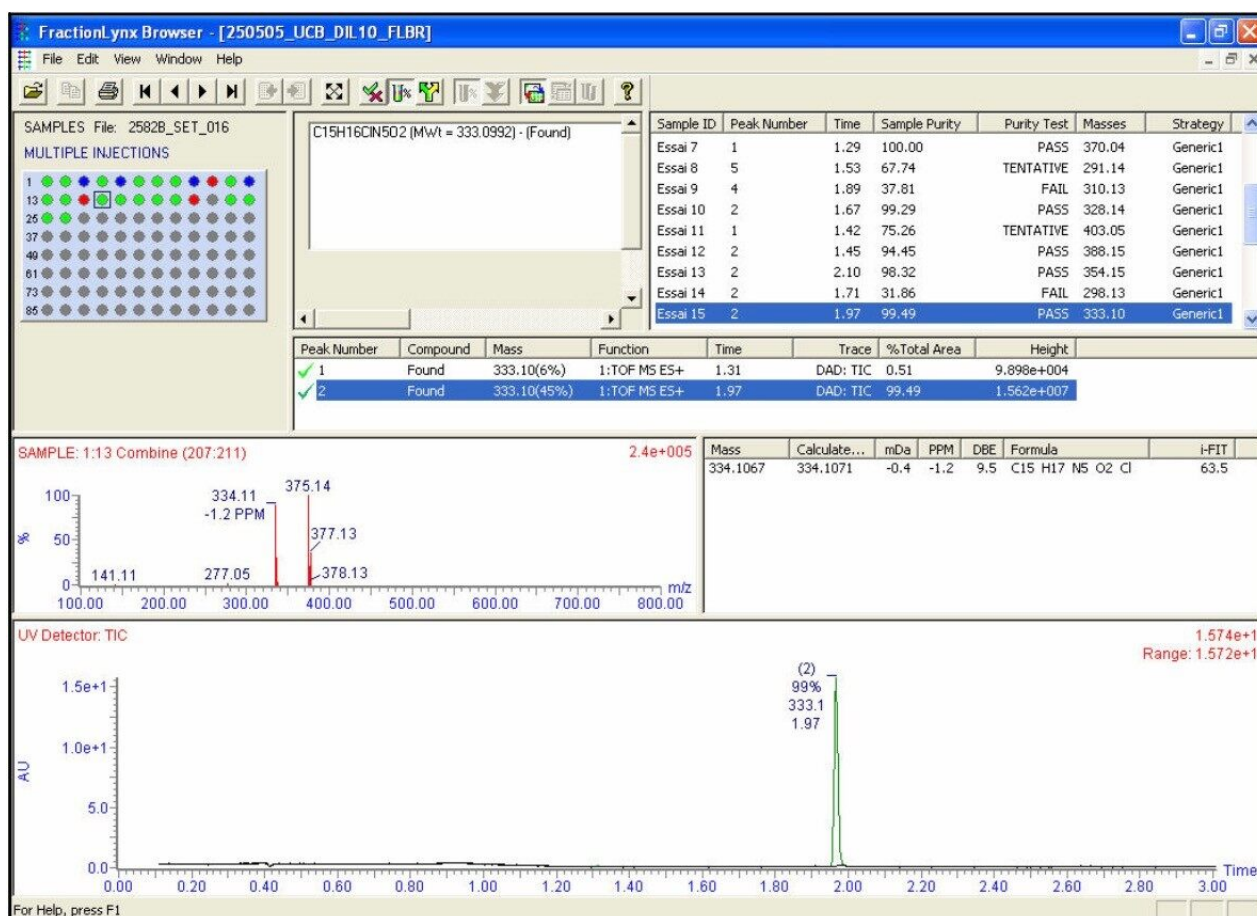 FractionLynx Browser - [250505_UCB_DIL10_FLBR]
File Edit View Window Help
SAMPLES File: 2582B_SET_016
MULTIPLE INJECTIONS
1
13
25
37
49
61
73
85
C15H16ClN5O2 (MWt = 333.0992) - (Found)
Sample ID Peak Number Time Sample Purity Purity Test Masses Strategy
Essai 7 1 1.29 100.00 PASS 370.04 Generic1
Essai 8 5 1.53 67.74 TENTATIVE 291.14 Generic1
Essai 9 4 1.89 37.81 FAIL 310.13 Generic1
Essai 10 2 1.67 99.29 PASS 328.14 Generic1
Essai 11 1 1.42 75.26 TENTATIVE 403.05 Generic1
Essai 12 2 1.45 94.45 PASS 388.15 Generic1
Essai 13 2 2.10 98.32 PASS 354.15 Generic1
Essai 14 2 1.71 31.86 FAIL 298.13 Generic1
Essai 15 2 1.97 99.49 PASS 333.10 Generic1
Peak Number Compound Mass Function Time Trace %Total Area Height
1 Found 333.10(6%) 1:TOF MS ES+ 1.31 DAD: TIC 0.51 9.898e+004
2 Found 333.10(45%) 1:TOF MS ES+ 1.97 DAD: TIC 99.49 1.562e+007
SAMPLE: 1:13 Combine (207:211) 2.4e+005
100
%
50
0
334.11
-1.2 PPM
375.14
377.13
378.13
141.11
277.05
m/z
100.00 200.00 300.00 400.00 500.00 600.00 700.00 800.00
Mass Calculate... mDa PPM DBE Formula i-FIT
334.1067 334.1071 -0.4 -1.2 9.5 C15 H17 N5 O2 Cl 63.5
UV Detector: TIC 1.574e+1
Range: 1.572e+1
(2)
99%
333.1
1.97
1.5e+1
1.0e+1
AU
5.0
0.0
0.00 0.20 0.40 0.60 0.80 1.00 1.20 1.40 1.60 1.80 2.00 2.20 2.40 2.60 2.80 3.00
Time
For Help, press F1